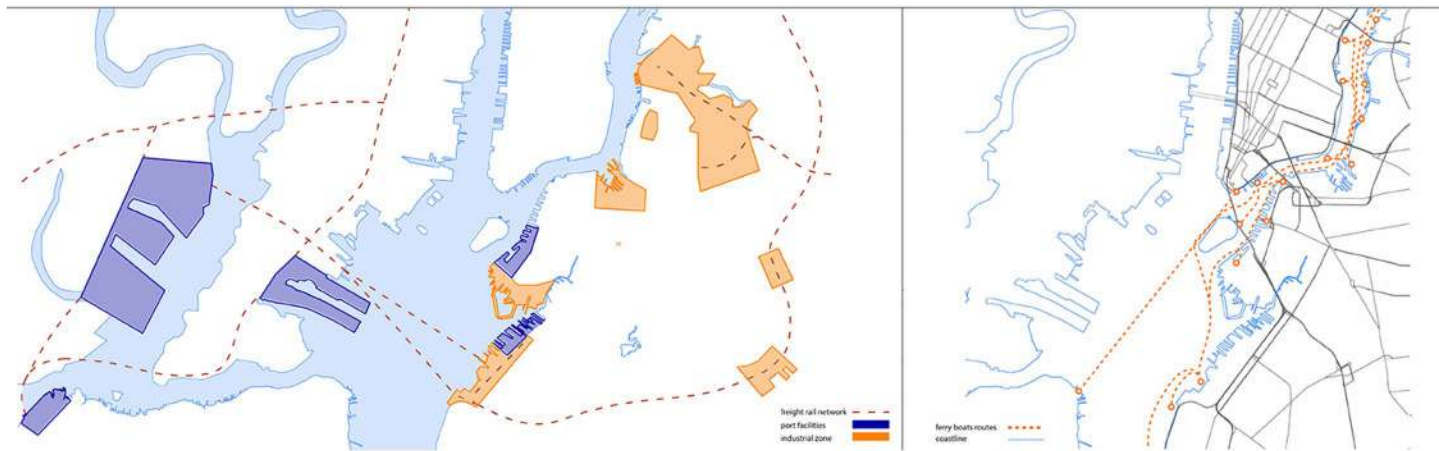 freight rail network
port facilities
industrial zone
ferry boats routes
coastline